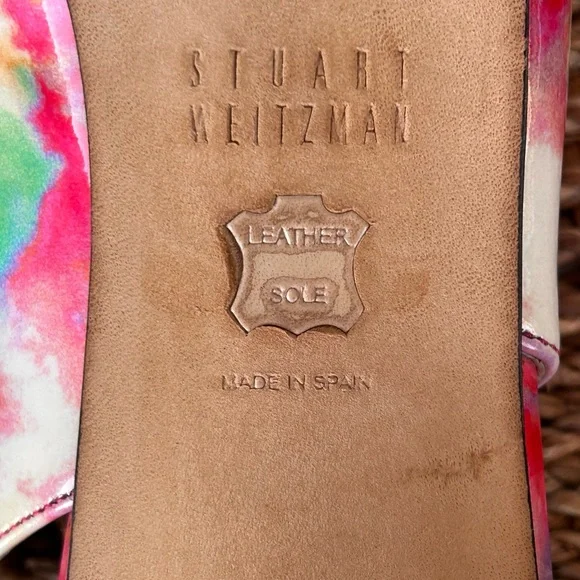 STUART
WEITZMAN
LEATHER
SOLE
MADE IN SPAIN